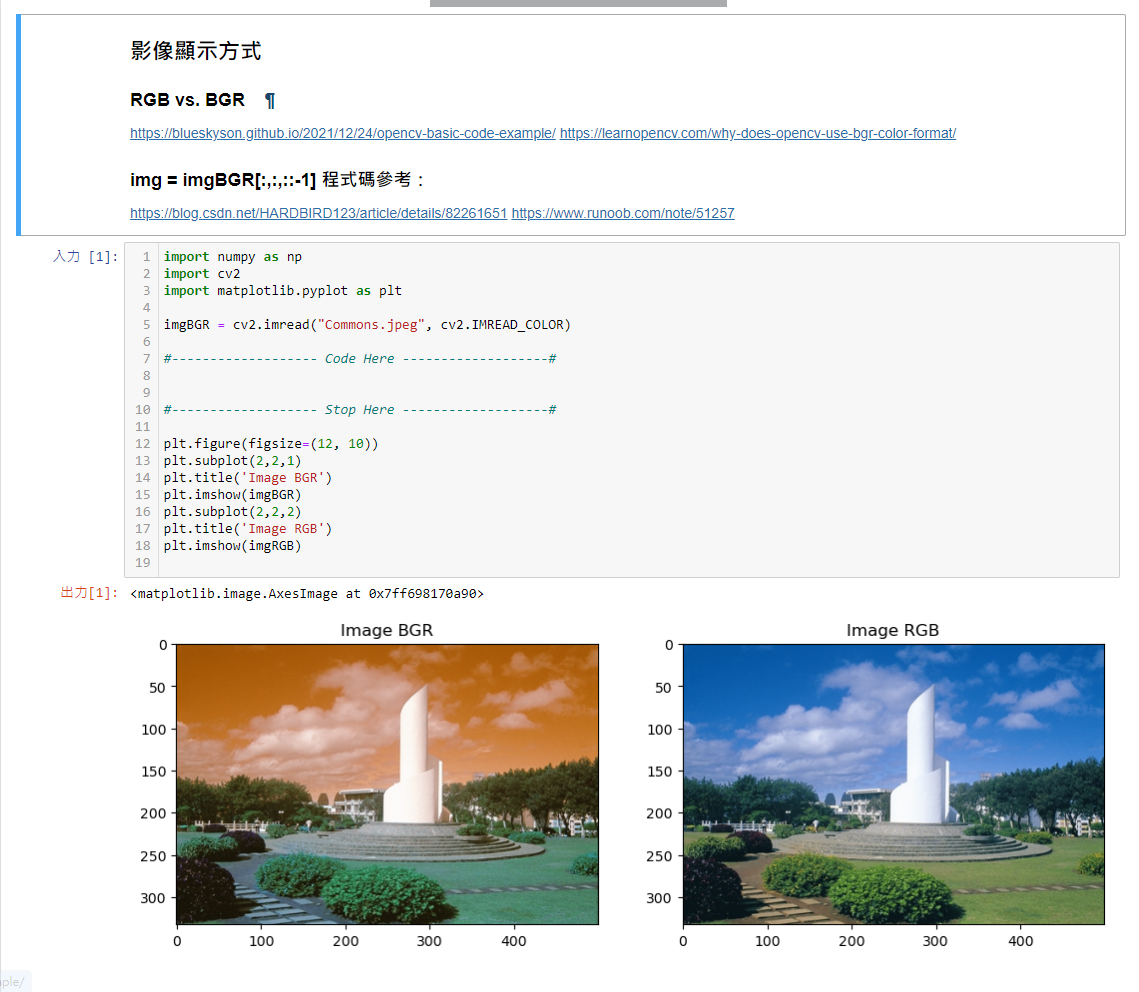 影像顯示方式
RGB vs. BGR ¶
https://blueskyson.github.io/2021/12/24/opencv-basic-code-example/ https://learnopencv.com/why-does-opencv-use-bgr-color-format/
img = imgBGR[:,:,::-1] 程式碼參考：
https://blog.csdn.net/HARDBIRD123/article/details/82261651 https://www.runoob.com/note/51257
入力 [1]:
1 import numpy as np
2 import cv2
3 import matplotlib.pyplot as plt
4
5 imgBGR = cv2.imread("Commons.jpeg", cv2.IMREAD_COLOR)
6
7 #------------------- Code Here -------------------#
8
9
10 #------------------- Stop Here -------------------#
11
12 plt.figure(figsize=(12, 10))
13 plt.subplot(2,2,1)
14 plt.title('Image BGR')
15 plt.imshow(imgBGR)
16 plt.subplot(2,2,2)
17 plt.title('Image RGB')
18 plt.imshow(imgRGB)
19
出力[1]: <matplotlib.image.AxesImage at 0x7ff698170a90>
Image BGR
0
50
100
150
200
250
300
0 100 200 300 400
Image RGB
0
50
100
150
200
250
300
0 100 200 300 400
ple/